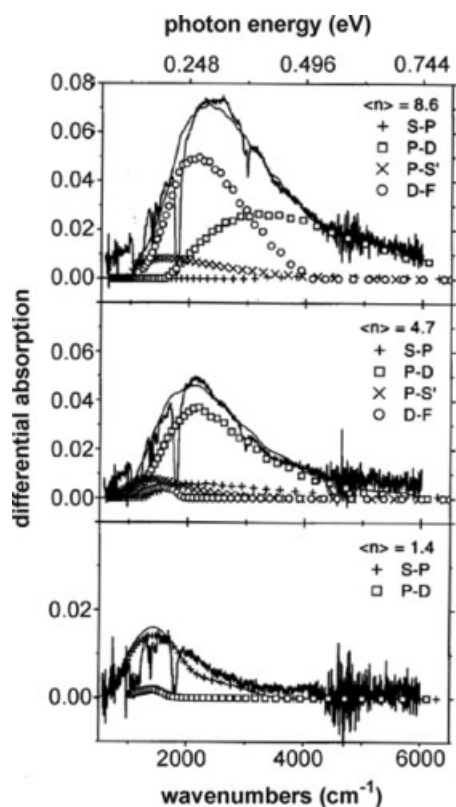 photon energy (eV)
0.248 0.496 0.744
0.08
0.06
0.04
0.02
0.00
<n> = 8.6
+ S-P
□ P-D
× P-S'
○ D-F
0.06
0.04
0.02
0.00
<n> = 4.7
+ S-P
□ P-D
× P-S'
○ D-F
0.02
0.00
<n> = 1.4
+ S-P
□ P-D
differential absorption
2000 4000 6000
wavenumbers (cm⁻¹)